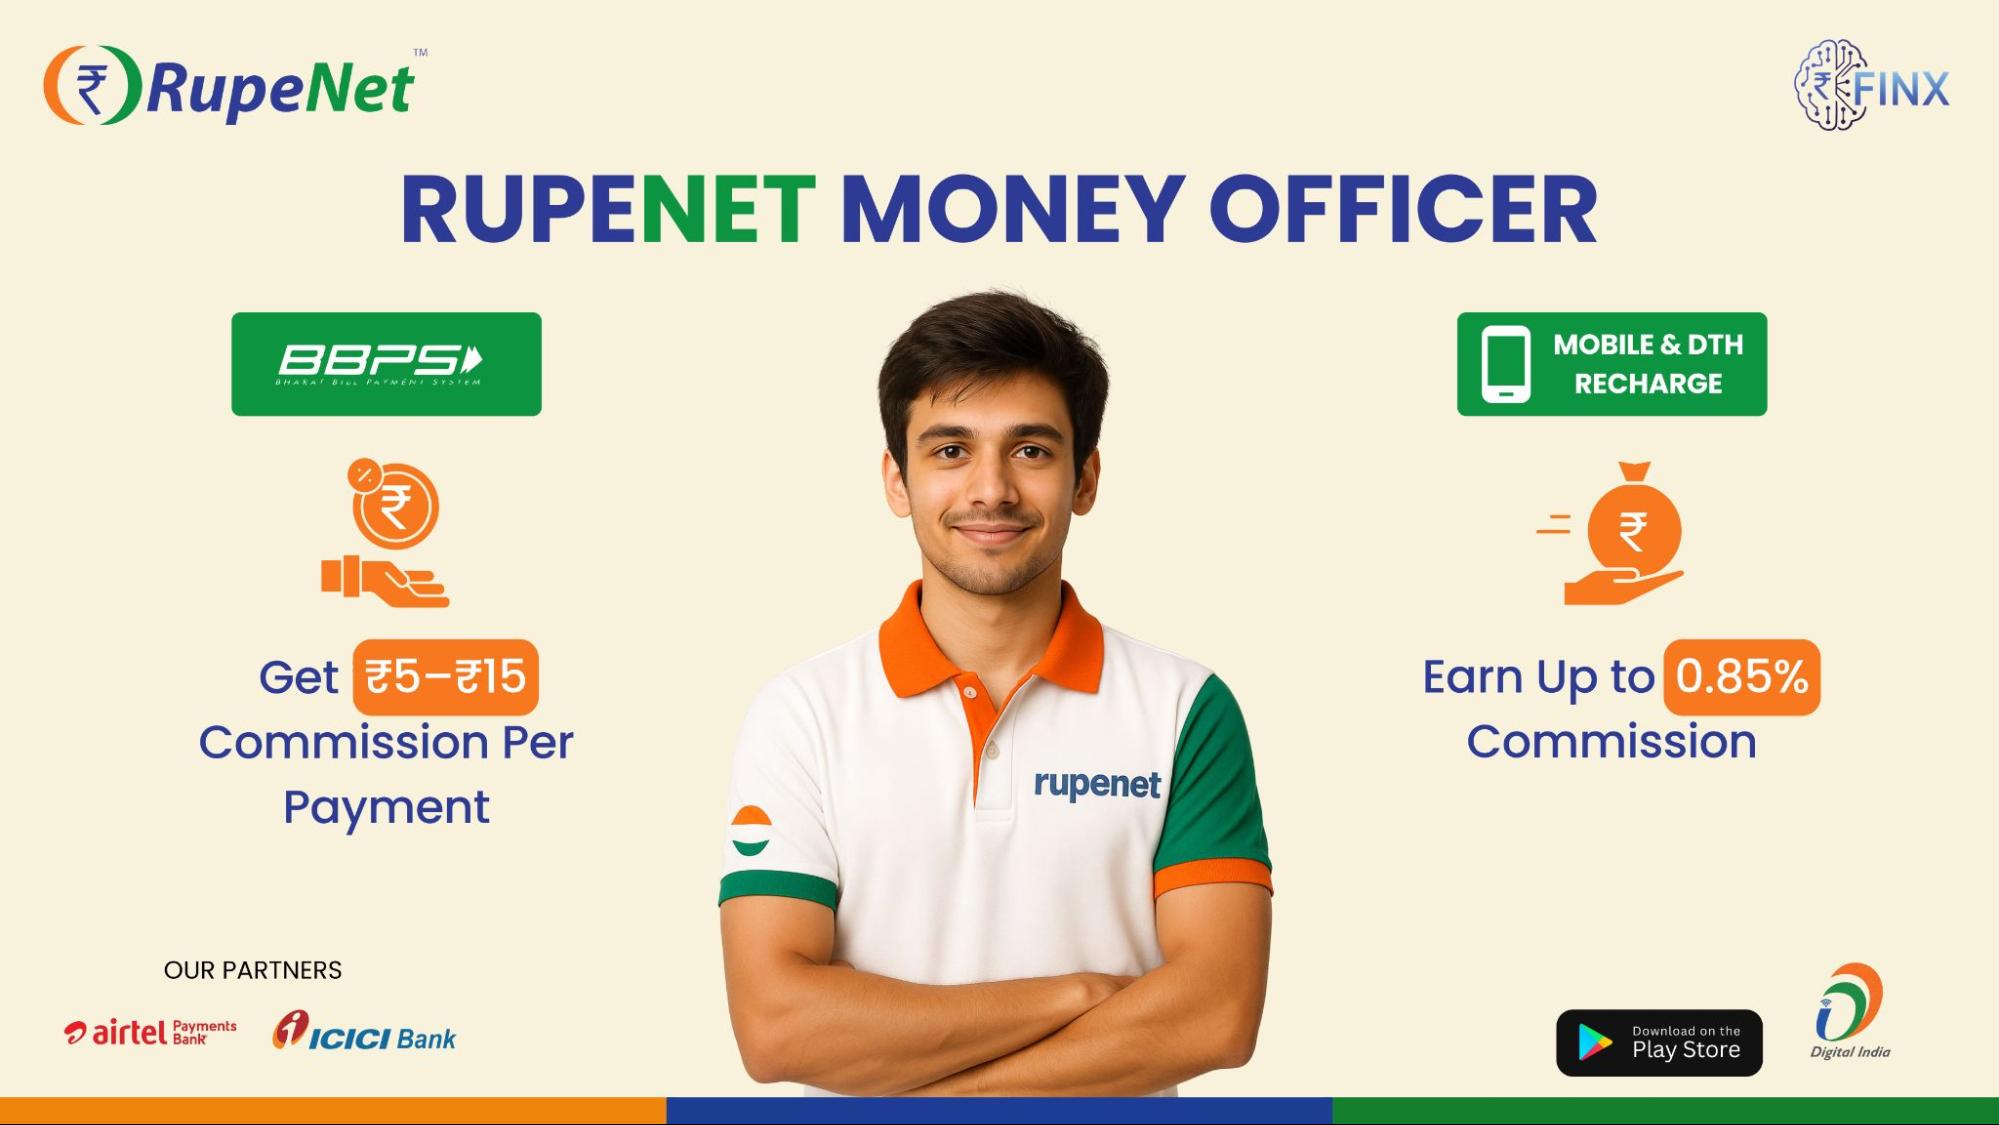 ₹ RupeNet ™
₹ FINX
RUPENET MONEY OFFICER
BBPS
BHARAT BILL PAYMENT SYSTEM
% ₹
Get ₹5–₹15
Commission Per
Payment
MOBILE & DTH
RECHARGE
₹
Earn Up to 0.85%
Commission
rupenet
OUR PARTNERS
airtel Payments
Bank
ICICI Bank
Download on the
Play Store
Digital India